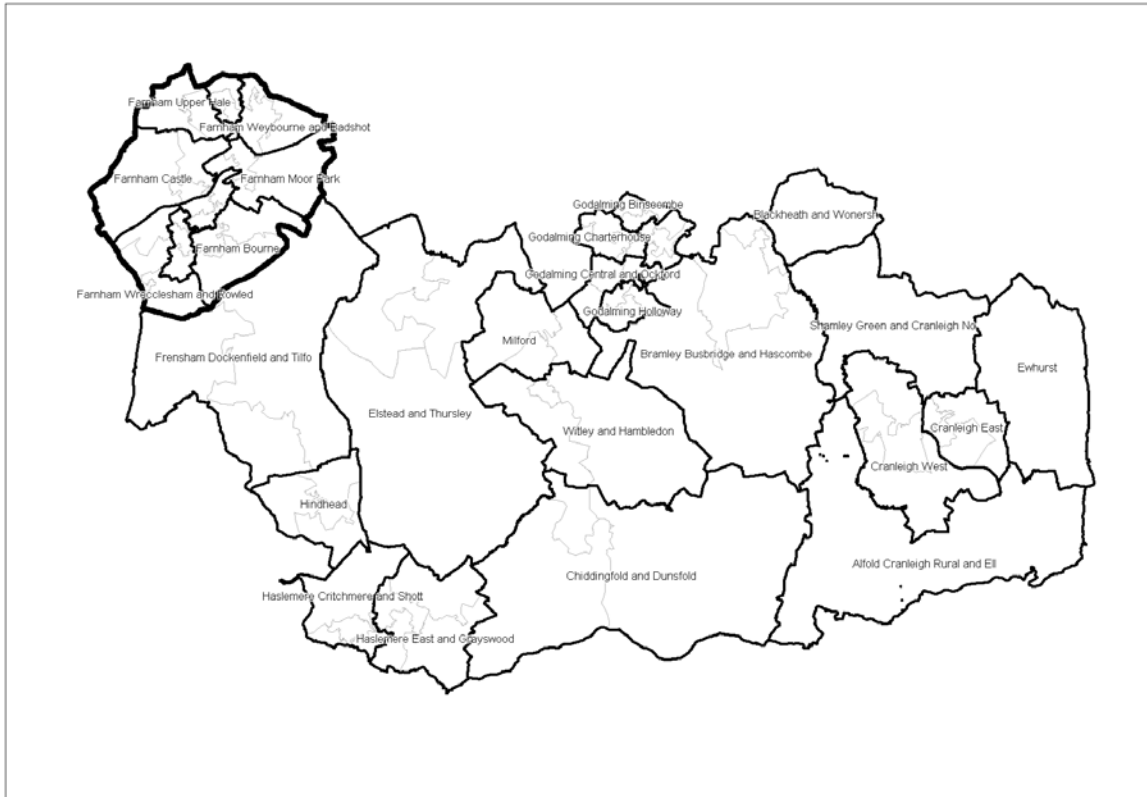 Farnham Upper Hale
Farnham Weybourne and Badshot
Farnham Castle
Farnham Moor Park
Farnham Bourne
Farnham Wrecclesham and Rowled
Godalming Binscombe
Blackheath and Wonersh
Godalming Charterhouse
Godalming Central and Ockford
Godalming Holloway
Shamley Green and Cranleigh No
Milford
Bramley Busbridge and Hascombe
Frensham Dockenfield and Tilfo
Ewhurst
Elstead and Thursley
Witley and Hambledon
Cranleigh East
Cranleigh West
Hindhead
Alfold Cranleigh Rural and Ell
Chiddingfold and Dunsfold
Haslemere Critchmere and Shott
Haslemere East and Grayswood